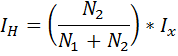 I_H = (N_2 / (N_1 + N_2)) * I_x